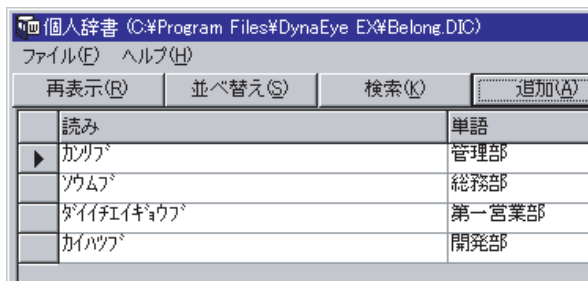 個人辞書 (C:¥Program Files¥DynaEye EX¥Belong.DIC)
ファイル(F) ヘルプ(H)
再表示(R) 並べ替え(S) 検索(K) 追加(A)
読み 単語
ｶﾝﾘﾌﾞ 管理部
ｿｳﾑﾌﾞ 総務部
ﾀﾞｲｲﾁｴｲｷﾞｮｳﾌﾞ 第一営業部
ｶｲﾊﾂﾌﾞ 開発部